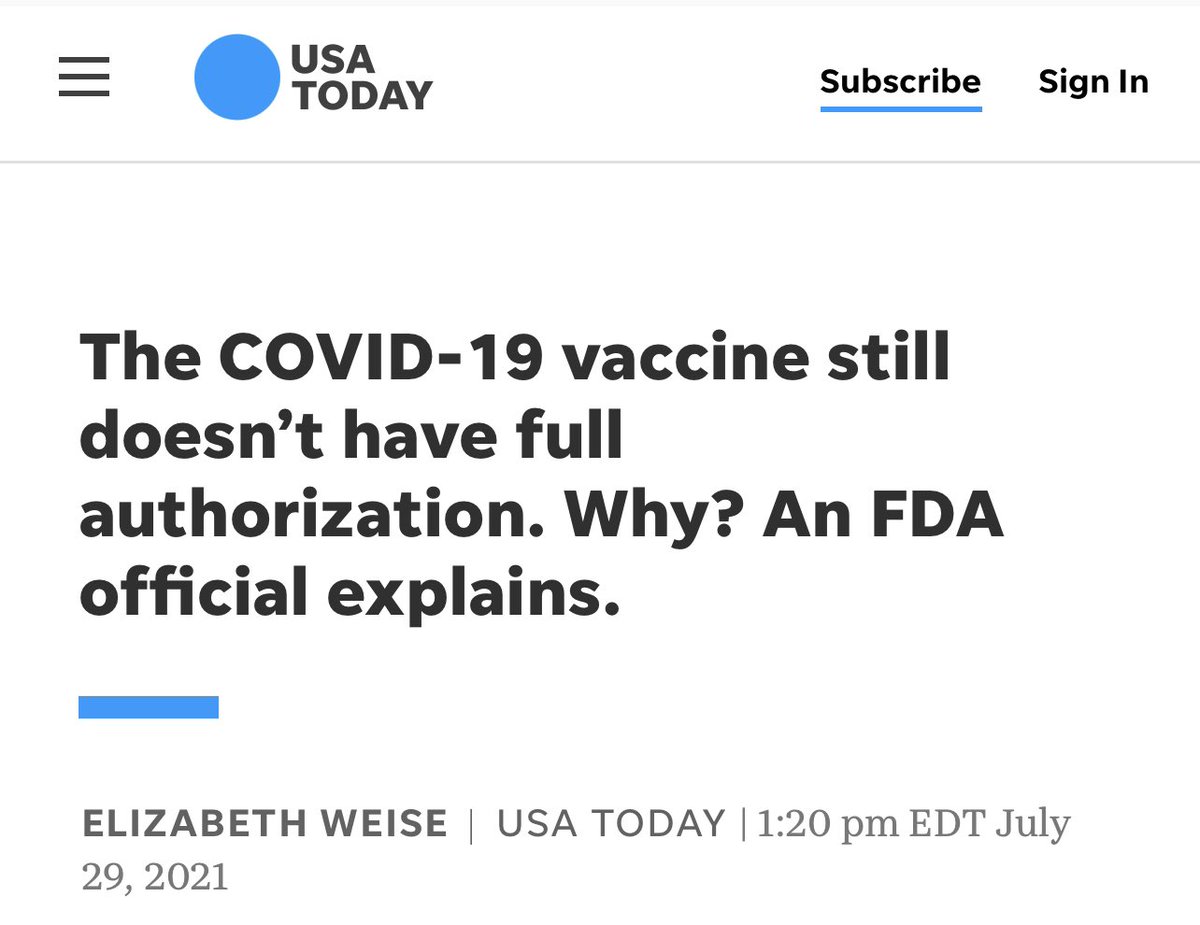 USA
TODAY
Subscribe
Sign In
The COVID-19 vaccine still
doesn’t have full
authorization. Why? An FDA
official explains.
ELIZABETH WEISE | USA TODAY | 1:20 pm EDT July
29, 2021